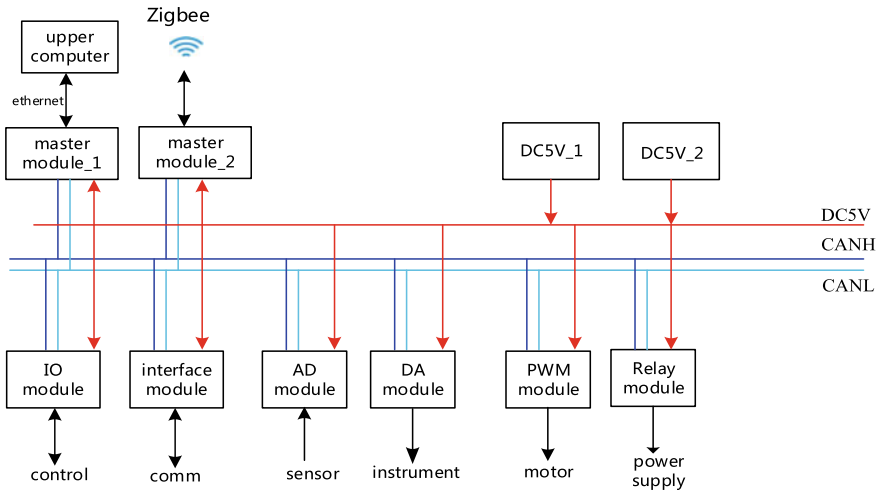 Zigbee
upper
computer
ethernet
master
module_1
master
module_2
DC5V_1
DC5V_2
DC5V
CANH
CANL
IO
module
interface
module
AD
module
DA
module
PWM
module
Relay
module
control
comm
sensor
instrument
motor
power
supply